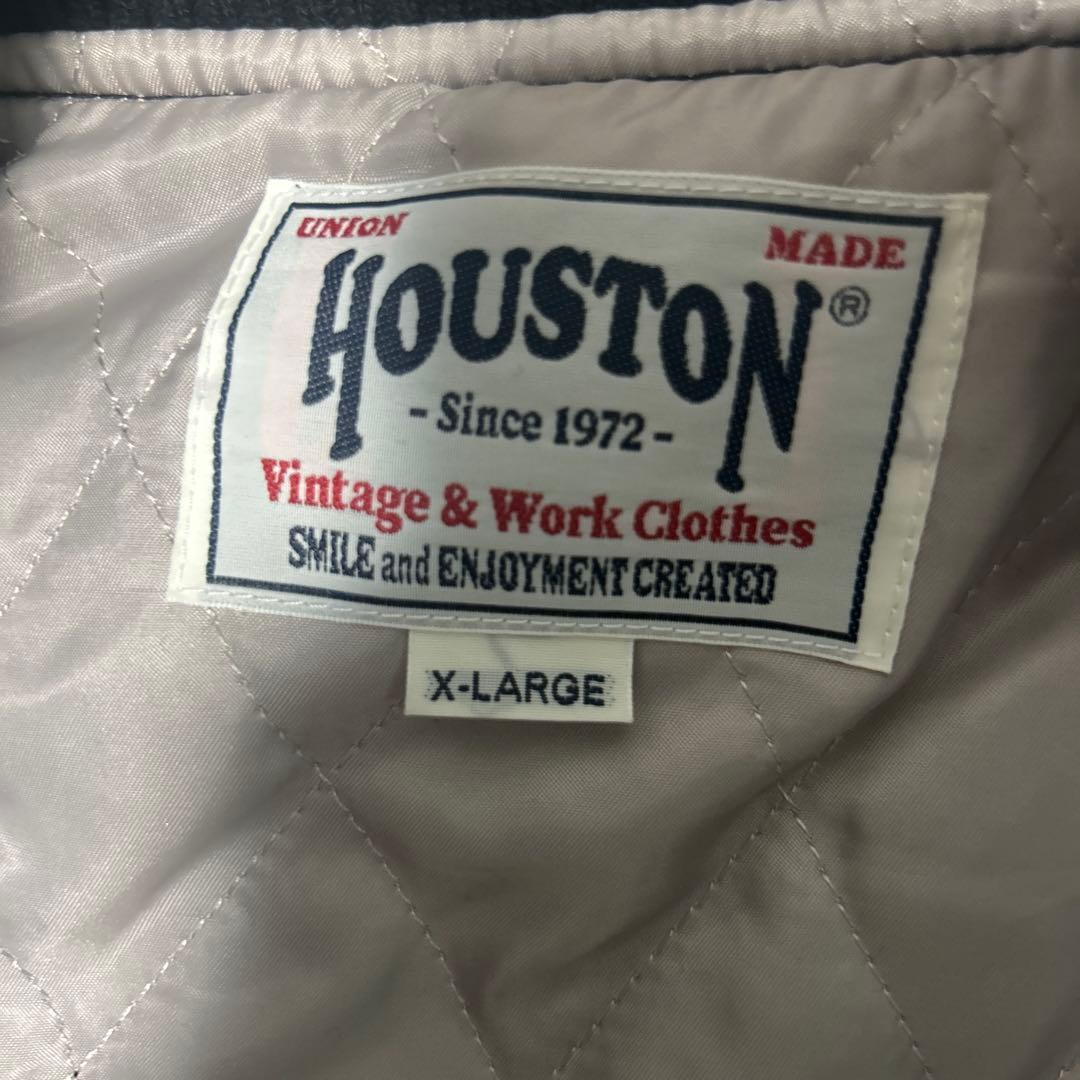 UNION MADE
HOUSTON®
- Since 1972 -
Vintage & Work Clothes
SMILE and ENJOYMENT CREATED
X-LARGE